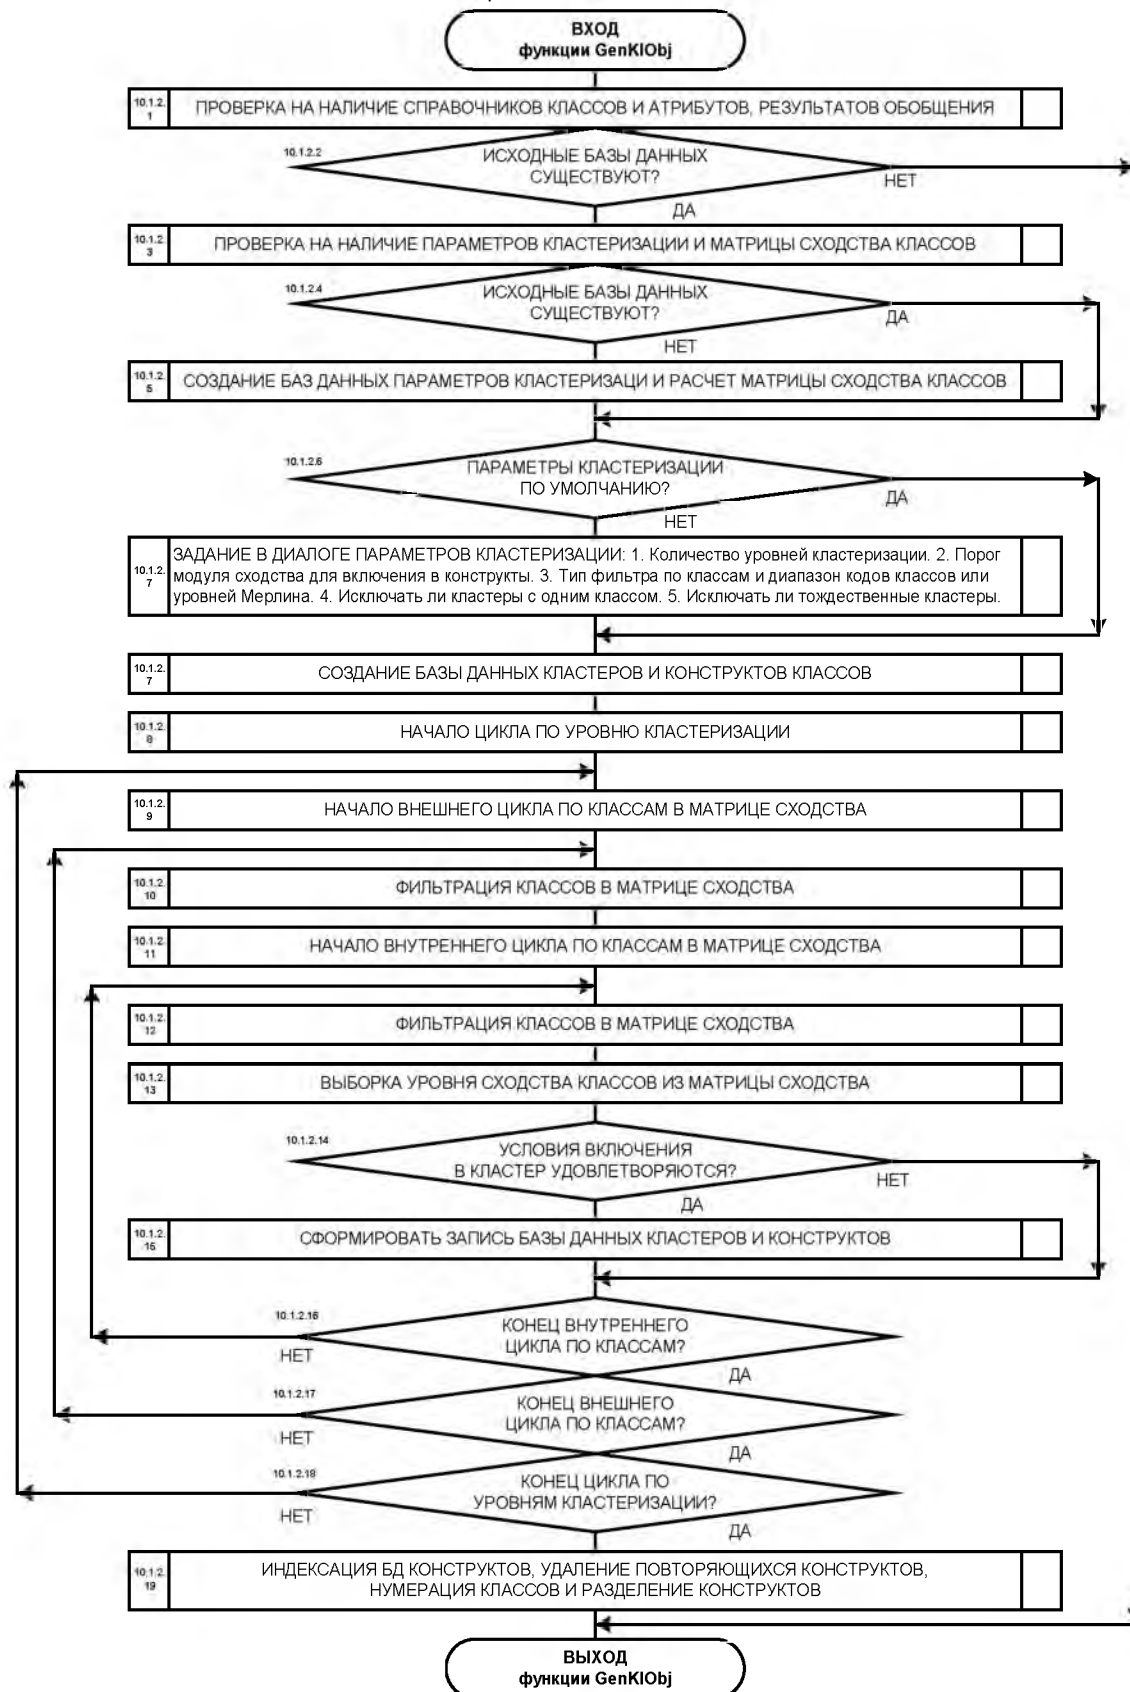 ВХОД
функции GenKlObj
10.1.2.
1
ПРОВЕРКА НА НАЛИЧИЕ СПРАВОЧНИКОВ КЛАССОВ И АТРИБУТОВ, РЕЗУЛЬТАТОВ ОБОБЩЕНИЯ
10.1.2.2
ИСХОДНЫЕ БАЗЫ ДАННЫХ
СУЩЕСТВУЮТ?
НЕТ
ДА
10.1.2.
3
ПРОВЕРКА НА НАЛИЧИЕ ПАРАМЕТРОВ КЛАСТЕРИЗАЦИИ И МАТРИЦЫ СХОДСТВА КЛАССОВ
10.1.2.4
ИСХОДНЫЕ БАЗЫ ДАННЫХ
СУЩЕСТВУЮТ?
ДА
НЕТ
10.1.2.
5
СОЗДАНИЕ БАЗ ДАННЫХ ПАРАМЕТРОВ КЛАСТЕРИЗАЦИ И РАСЧЕТ МАТРИЦЫ СХОДСТВА КЛАССОВ
10.1.2.6
ПАРАМЕТРЫ КЛАСТЕРИЗАЦИИ
ПО УМОЛЧАНИЮ?
ДА
НЕТ
10.1.2.
7
ЗАДАНИЕ В ДИАЛОГЕ ПАРАМЕТРОВ КЛАСТЕРИЗАЦИИ: 1. Количество уровней кластеризации. 2. Порог
модуля сходства для включения в конструкты. 3. Тип фильтра по классам и диапазон кодов классов или
уровней Мерлина. 4. Исключать ли кластеры с одним классом. 5. Исключать ли тождественные кластеры.
10.1.2.
7
СОЗДАНИЕ БАЗЫ ДАННЫХ КЛАСТЕРОВ И КОНСТРУКТОВ КЛАССОВ
10.1.2.
8
НАЧАЛО ЦИКЛА ПО УРОВНЮ КЛАСТЕРИЗАЦИИ
10.1.2.
9
НАЧАЛО ВНЕШНЕГО ЦИКЛА ПО КЛАССАМ В МАТРИЦЕ СХОДСТВА
10.1.2.
10
ФИЛЬТРАЦИЯ КЛАССОВ В МАТРИЦЕ СХОДСТВА
10.1.2.
11
НАЧАЛО ВНУТРЕННЕГО ЦИКЛА ПО КЛАССАМ В МАТРИЦЕ СХОДСТВА
10.1.2.
12
ФИЛЬТРАЦИЯ КЛАССОВ В МАТРИЦЕ СХОДСТВА
10.1.2.
13
ВЫБОРКА УРОВНЯ СХОДСТВА КЛАССОВ ИЗ МАТРИЦЫ СХОДСТВА
10.1.2.14
УСЛОВИЯ ВКЛЮЧЕНИЯ
В КЛАСТЕР УДОВЛЕТВОРЯЮТСЯ?
НЕТ
ДА
10.1.2.
15
СФОРМИРОВАТЬ ЗАПИСЬ БАЗЫ ДАННЫХ КЛАСТЕРОВ И КОНСТРУКТОВ
10.1.2.16
КОНЕЦ ВНУТРЕННЕГО
ЦИКЛА ПО КЛАССАМ?
НЕТ
ДА
10.1.2.17
КОНЕЦ ВНЕШНЕГО
ЦИКЛА ПО КЛАССАМ?
НЕТ
ДА
10.1.2.18
КОНЕЦ ЦИКЛА ПО
УРОВНЯМ КЛАСТЕРИЗАЦИИ?
НЕТ
ДА
10.1.2.
19
ИНДЕКСАЦИЯ БД КОНСТРУКТОВ, УДАЛЕНИЕ ПОВТОРЯЮЩИХСЯ КОНСТРУКТОВ,
НУМЕРАЦИЯ КЛАССОВ И РАЗДЕЛЕНИЕ КОНСТРУКТОВ
ВЫХОД
функции GenKlObj